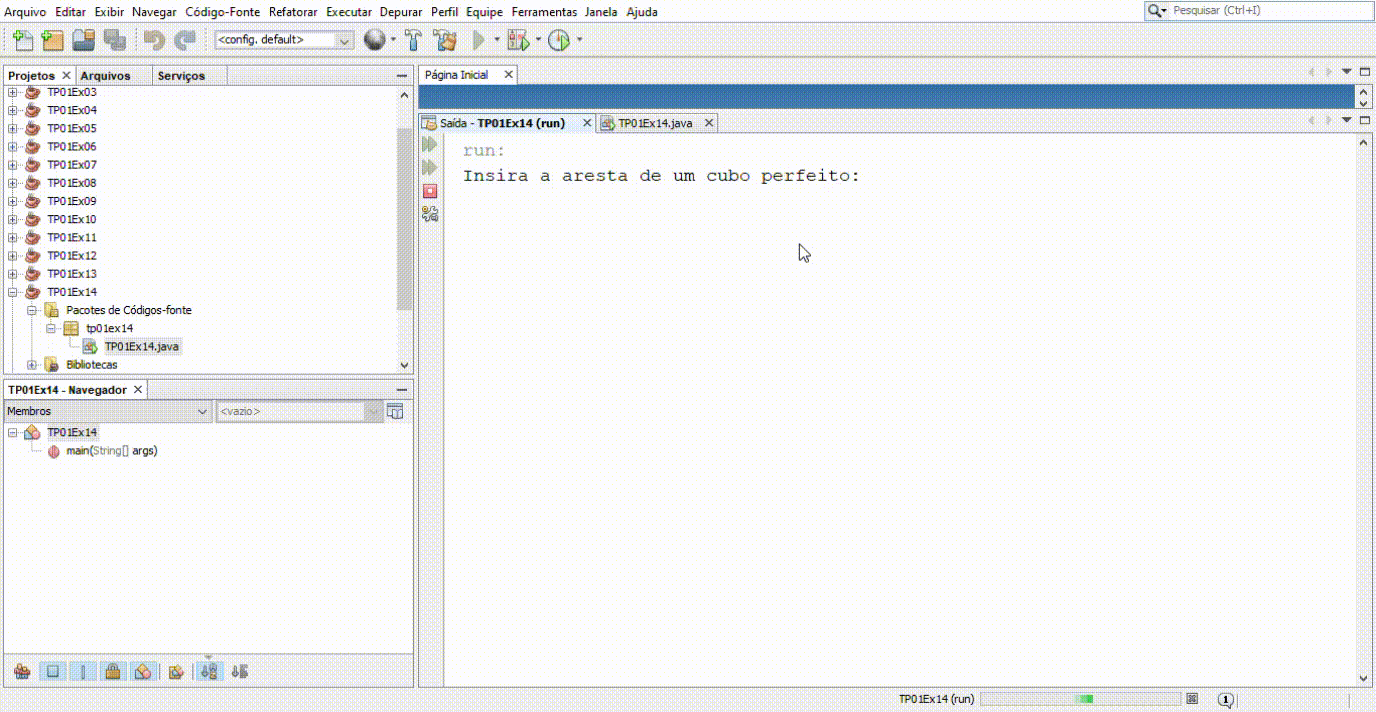 Arquivo Editar Exibir Navegar Código-Fonte Refatorar Executar Depurar Perfil Equipe Ferramentas Janela Ajuda
Pesquisar (Ctrl+I)
<config. default>
Projetos
Arquivos
Serviços
TP01Ex03
TP01Ex04
TP01Ex05
TP01Ex06
TP01Ex07
TP01Ex08
TP01Ex09
TP01Ex10
TP01Ex11
TP01Ex12
TP01Ex13
TP01Ex14
Pacotes de Códigos-fonte
tp01ex14
TP01Ex14.java
Bibliotecas
TP01Ex14 - Navegador
Membros
<vazio>
TP01Ex14
main(String[] args)
Página Inicial
Saída - TP01Ex14 (run)
TP01Ex14.java
run:
Insira a aresta de um cubo perfeito:
TP01Ex14 (run)
1